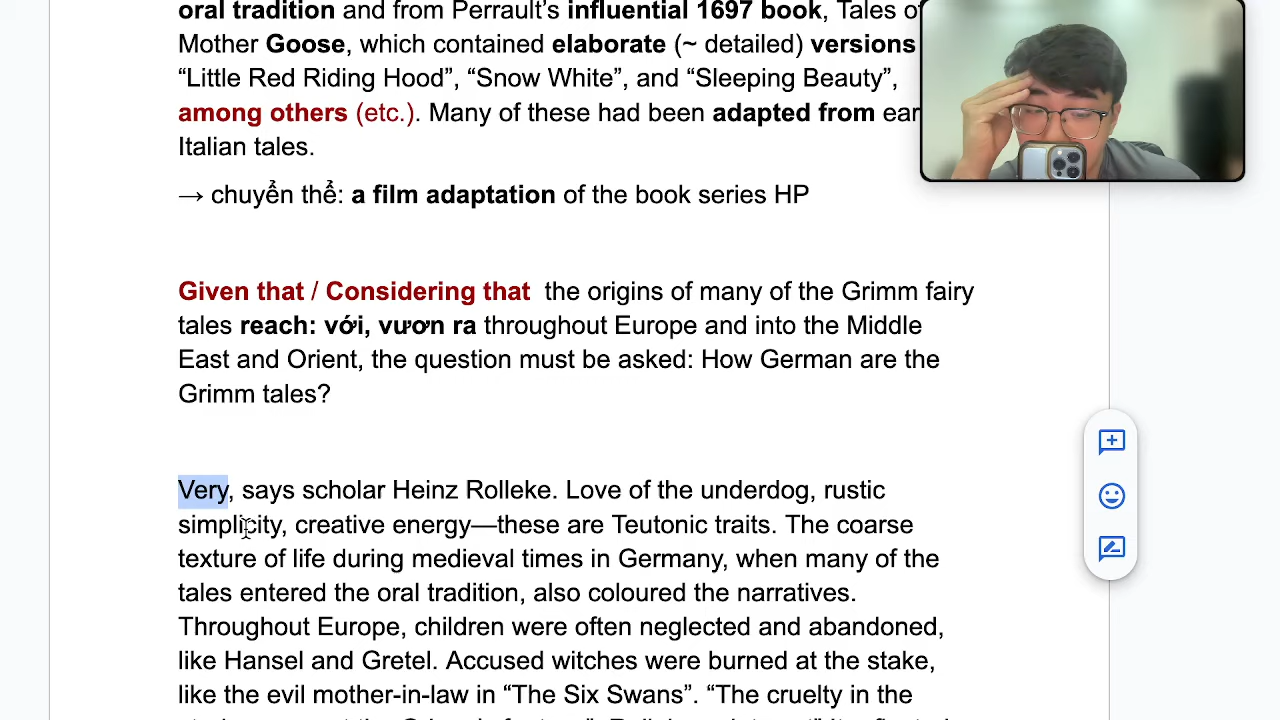 oral tradition and from Perrault’s influential 1697 book, Tales of
Mother Goose, which contained elaborate (~ detailed) versions
“Little Red Riding Hood”, “Snow White”, and “Sleeping Beauty”,
among others (etc.). Many of these had been adapted from
Italian tales.
→ chuyển thể: a film adaptation of the book series HP
Given that / Considering that the origins of many of the Grimm fairy
tales reach: với, vươn ra throughout Europe and into the Middle
East and Orient, the question must be asked: How German are the
Grimm tales?
Very, says scholar Heinz Rolleke. Love of the underdog, rustic
simplicity, creative energy—these are Teutonic traits. The coarse
texture of life during medieval times in Germany, when many of the
tales entered the oral tradition, also coloured the narratives.
Throughout Europe, children were often neglected and abandoned,
like Hansel and Gretel. Accused witches were burned at the stake,
like the evil mother-in-law in “The Six Swans”. “The cruelty in the